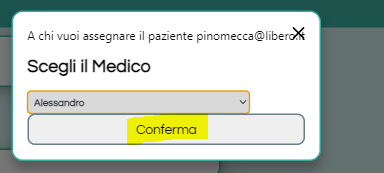 A chi vuoi assegnare il paziente pinomecca@libero.it
Scegli il Medico
Alessandro
Conferma